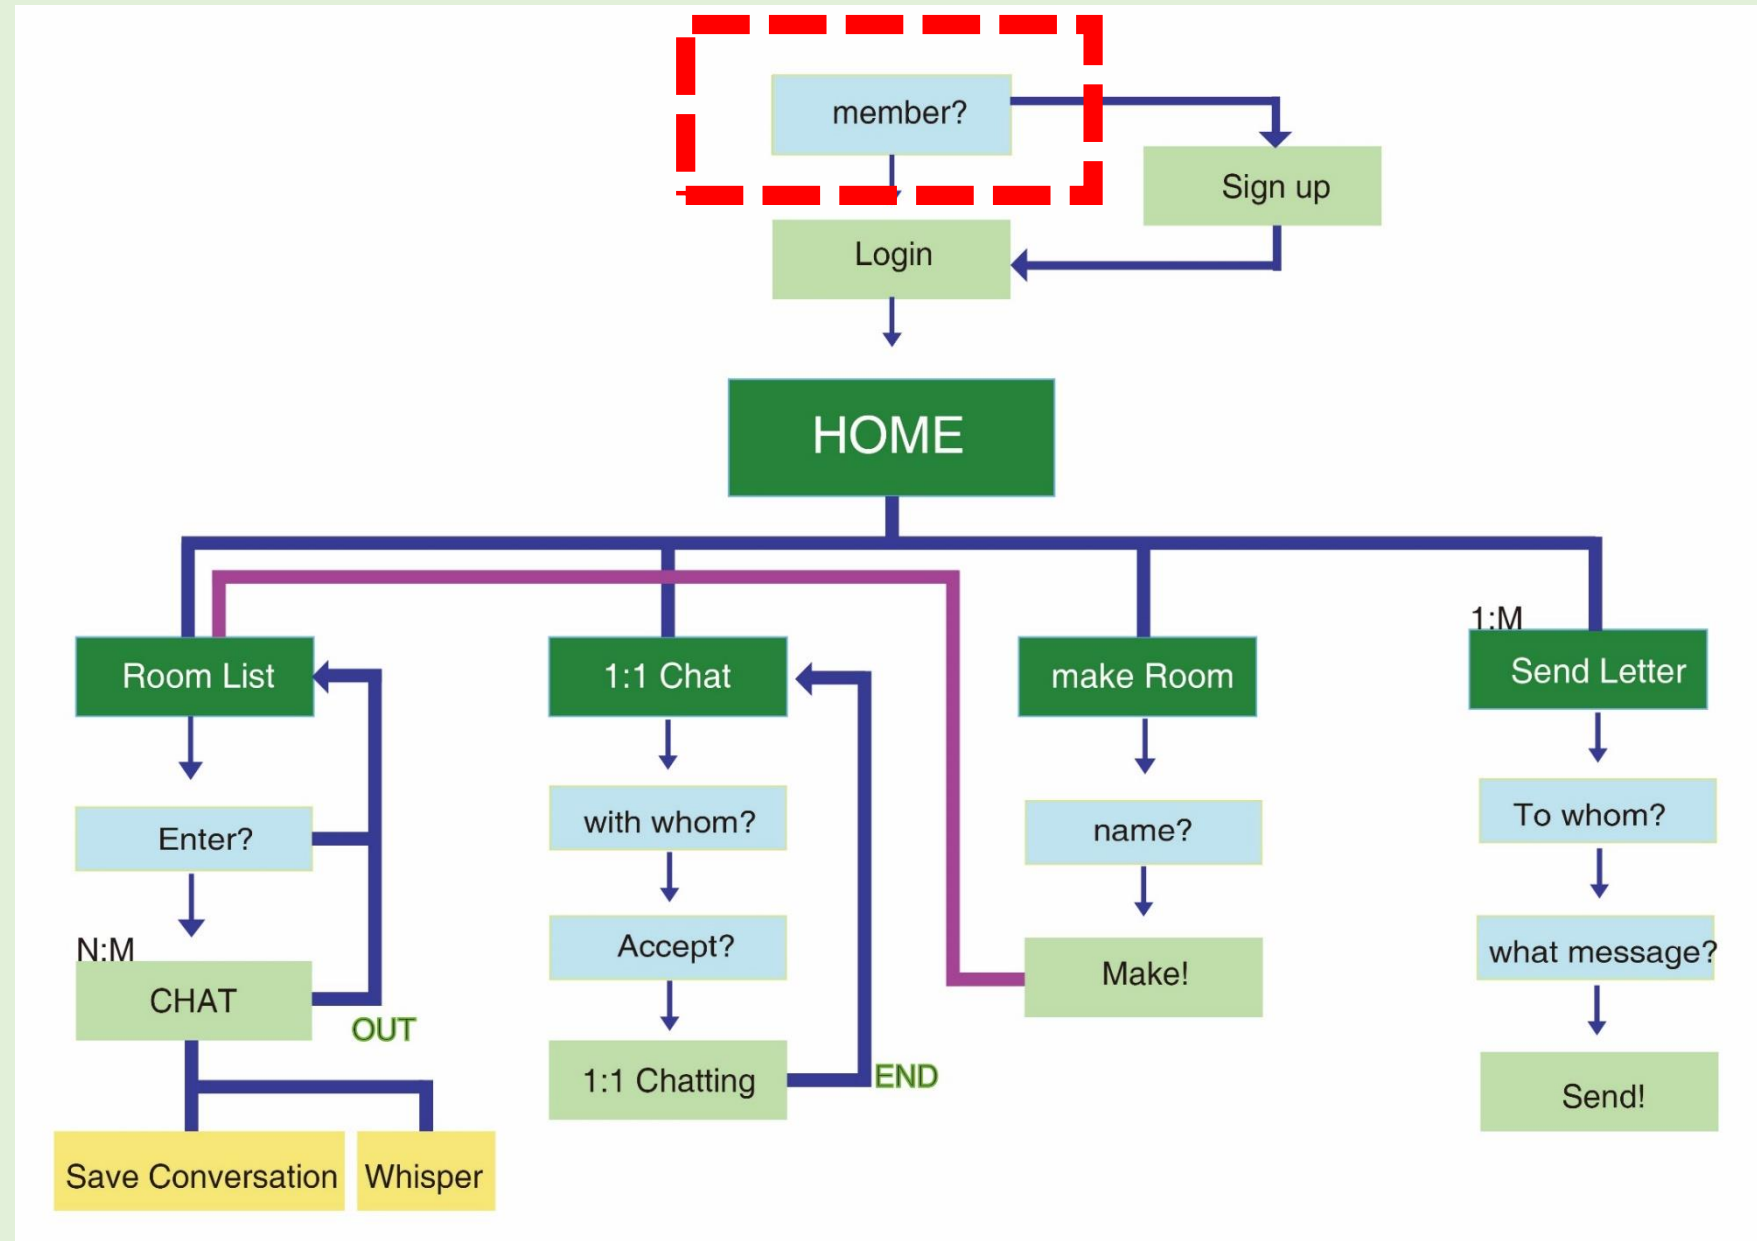 member?
Sign up
Login
HOME
1:M
Room List
1:1 Chat
make Room
Send Letter
Enter?
with whom?
name?
To whom?
N:M
CHAT
OUT
Accept?
Make!
what message?
1:1 Chatting
END
Send!
Save Conversation
Whisper